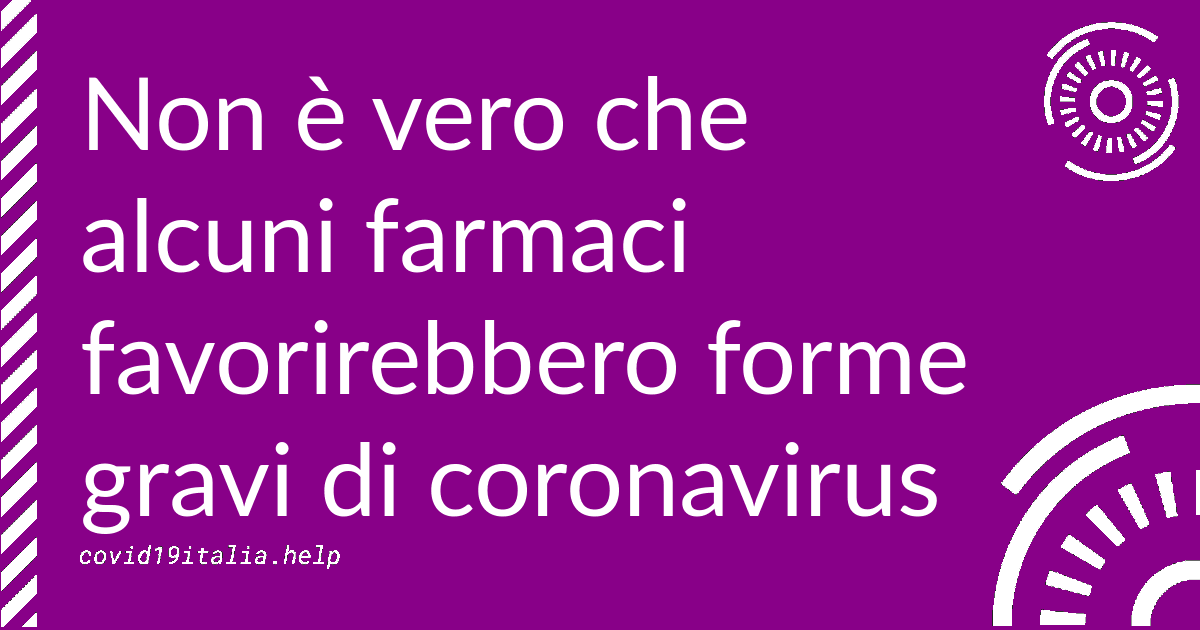 Non è vero che
alcuni farmaci
favorirebbero forme
gravi di coronavirus
covid19italia.help